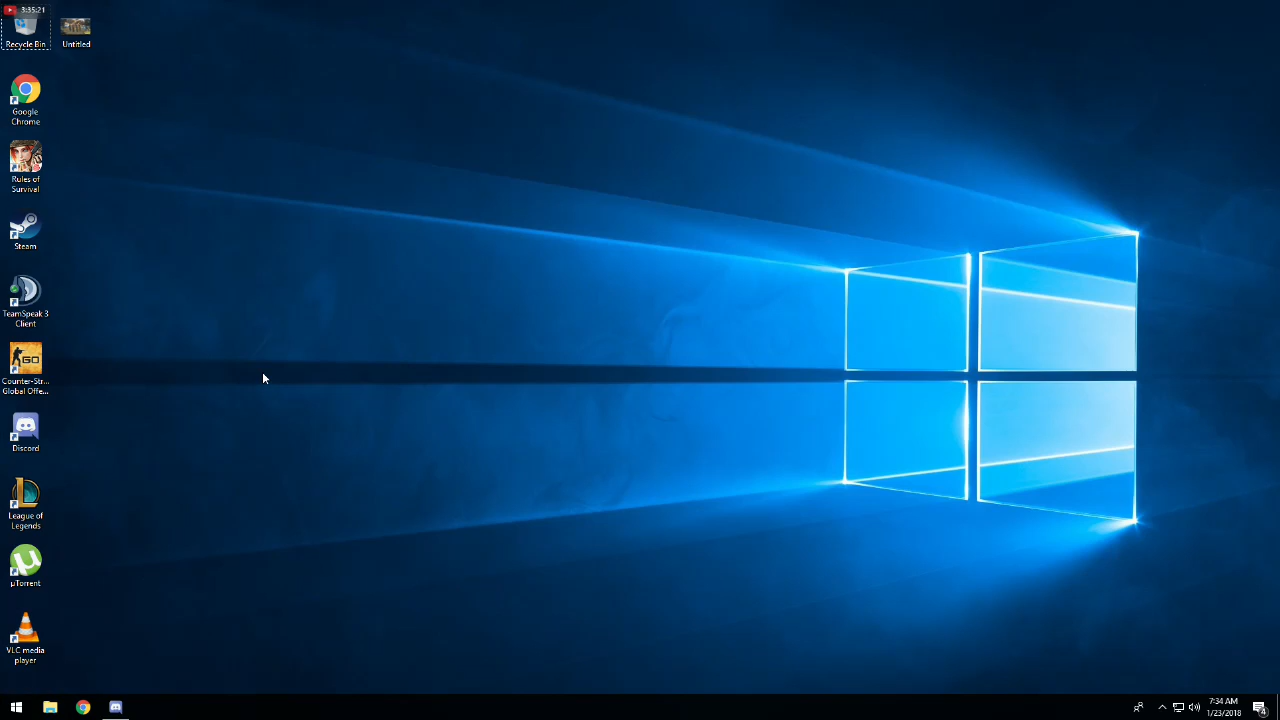 3:35:21
Recycle Bin
Untitled
Google
Chrome
Rules of
Survival
Steam
TeamSpeak 3
Client
GO
Counter-Str...
Global Offe...
Discord
League of
Legends
µTorrent
VLC media
player
7:34 AM
1/23/2018
4